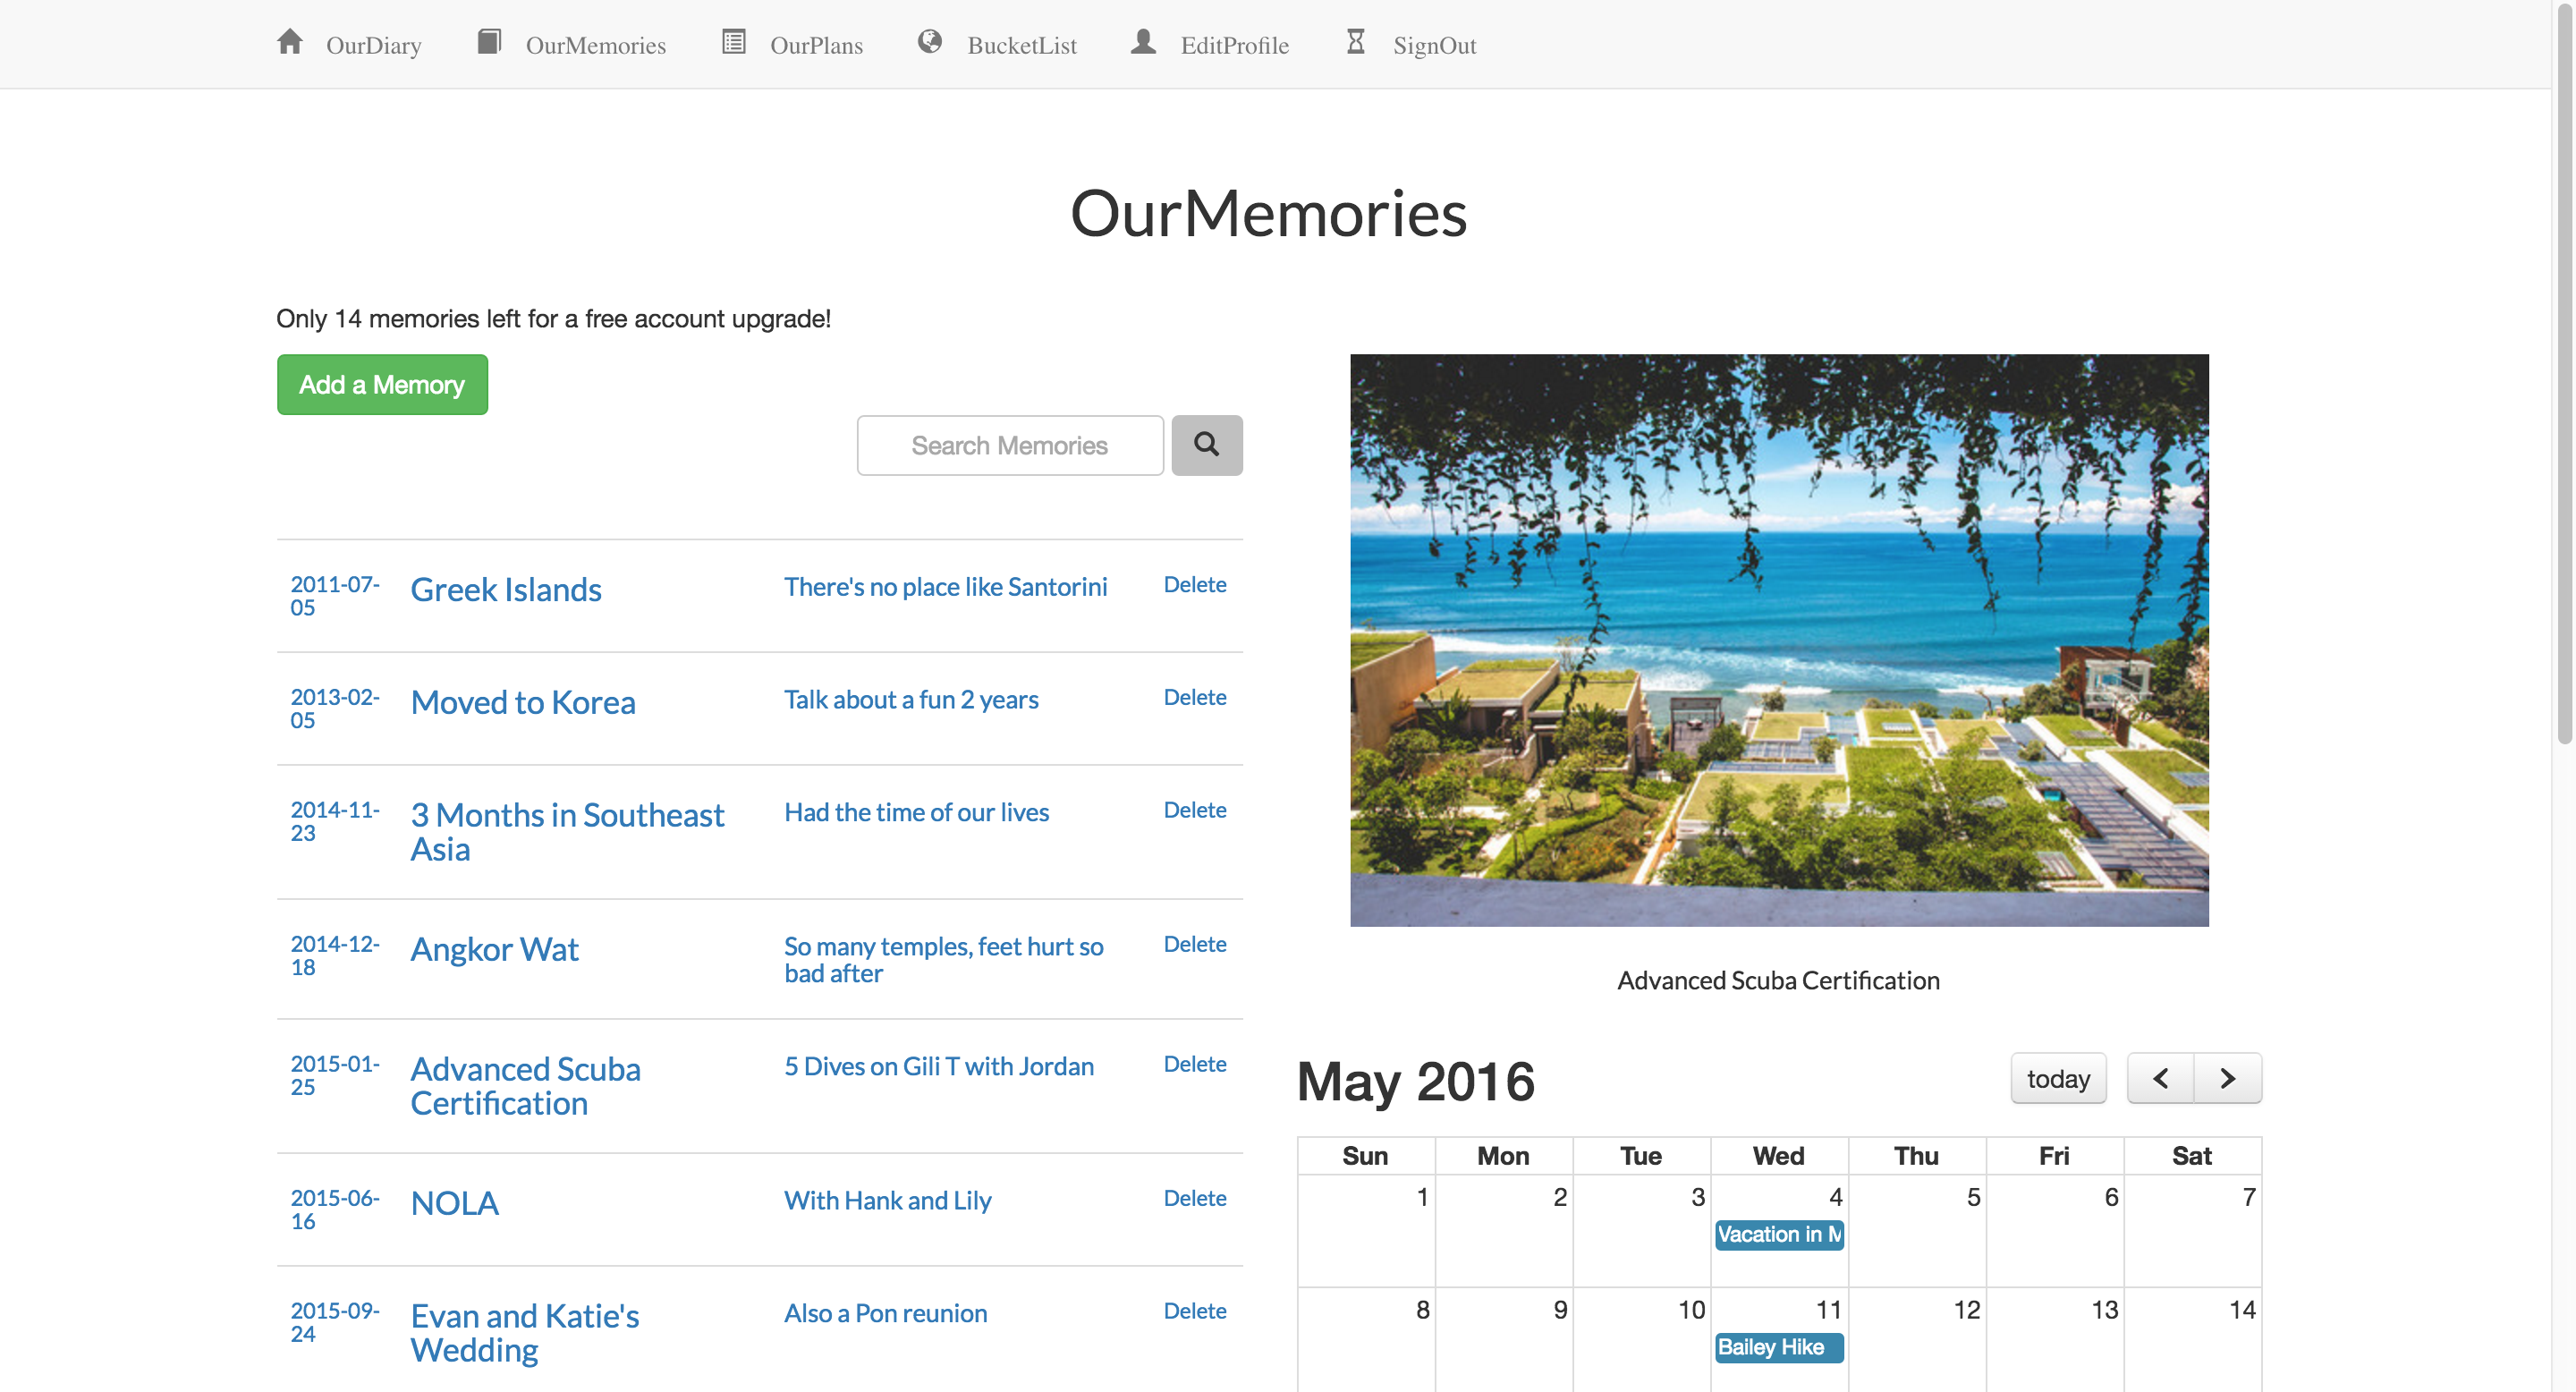 OurDiary OurMemories OurPlans BucketList EditProfile SignOut
OurMemories
Only 14 memories left for a free account upgrade!
Add a Memory
Search Memories
2011-07-
05
Greek Islands
There's no place like Santorini
Delete
2013-02-
05
Moved to Korea
Talk about a fun 2 years
Delete
2014-11-
23
3 Months in Southeast
Asia
Had the time of our lives
Delete
2014-12-
18
Angkor Wat
So many temples, feet hurt so
bad after
Delete
2015-01-
25
Advanced Scuba
Certification
5 Dives on Gili T with Jordan
Delete
2015-06-
16
NOLA
With Hank and Lily
Delete
2015-09-
24
Evan and Katie's
Wedding
Also a Pon reunion
Delete
Advanced Scuba Certification
May 2016
today
Sun Mon Tue Wed Thu Fri Sat
1 2 3 4 5 6 7
Vacation in M
8 9 10 11 12 13 14
Bailey Hike